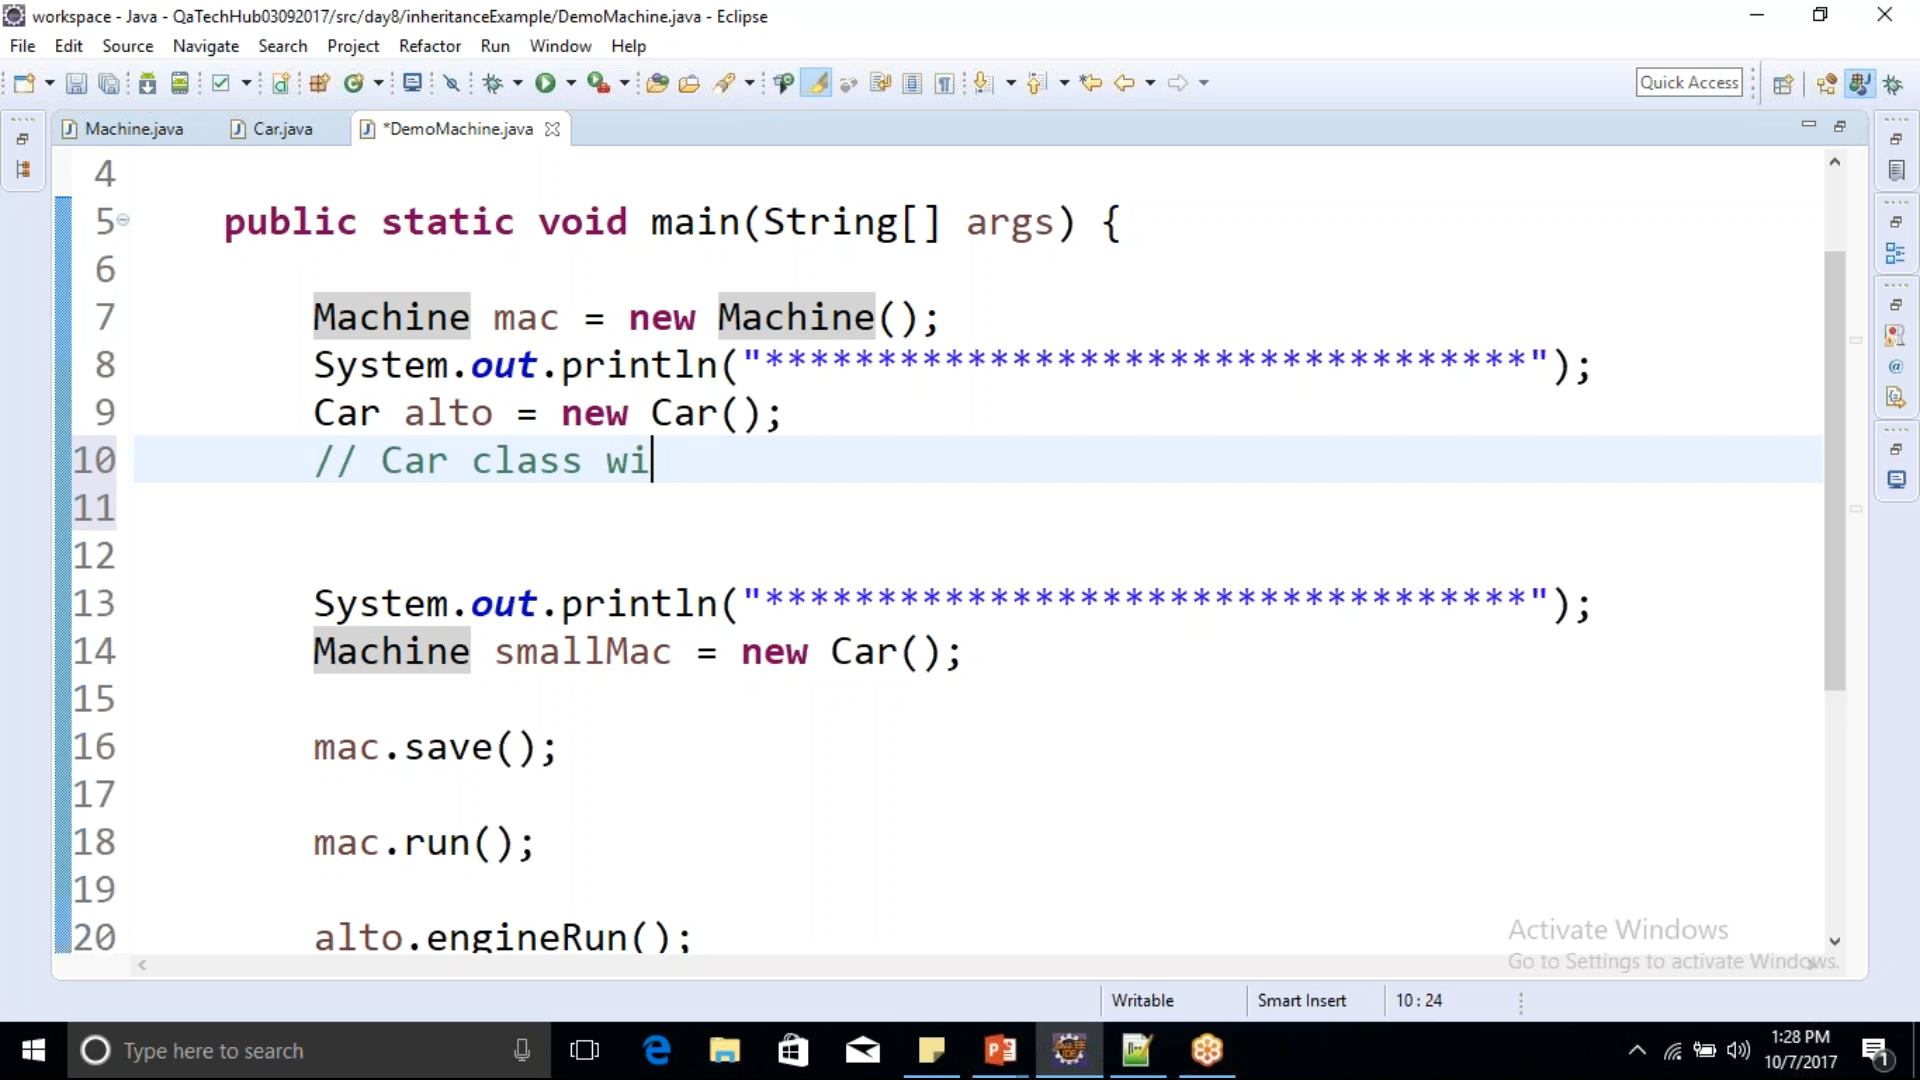 workspace - Java - QaTechHub03092017/src/day8/inheritanceExample/DemoMachine.java - Eclipse
File Edit Source Navigate Search Project Refactor Run Window Help
Quick Access
Machine.java Car.java *DemoMachine.java
4
5 public static void main(String[] args) {
6
7 Machine mac = new Machine();
8 System.out.println("**********************************");
9 Car alto = new Car();
10 // Car class wi
11
12
13 System.out.println("**********************************");
14 Machine smallMac = new Car();
15
16 mac.save();
17
18 mac.run();
19
20 alto.engineRun();
Activate Windows
Go to Settings to activate Windows.
Writable Smart Insert 10 : 24
Type here to search
1:28 PM
10/7/2017
1